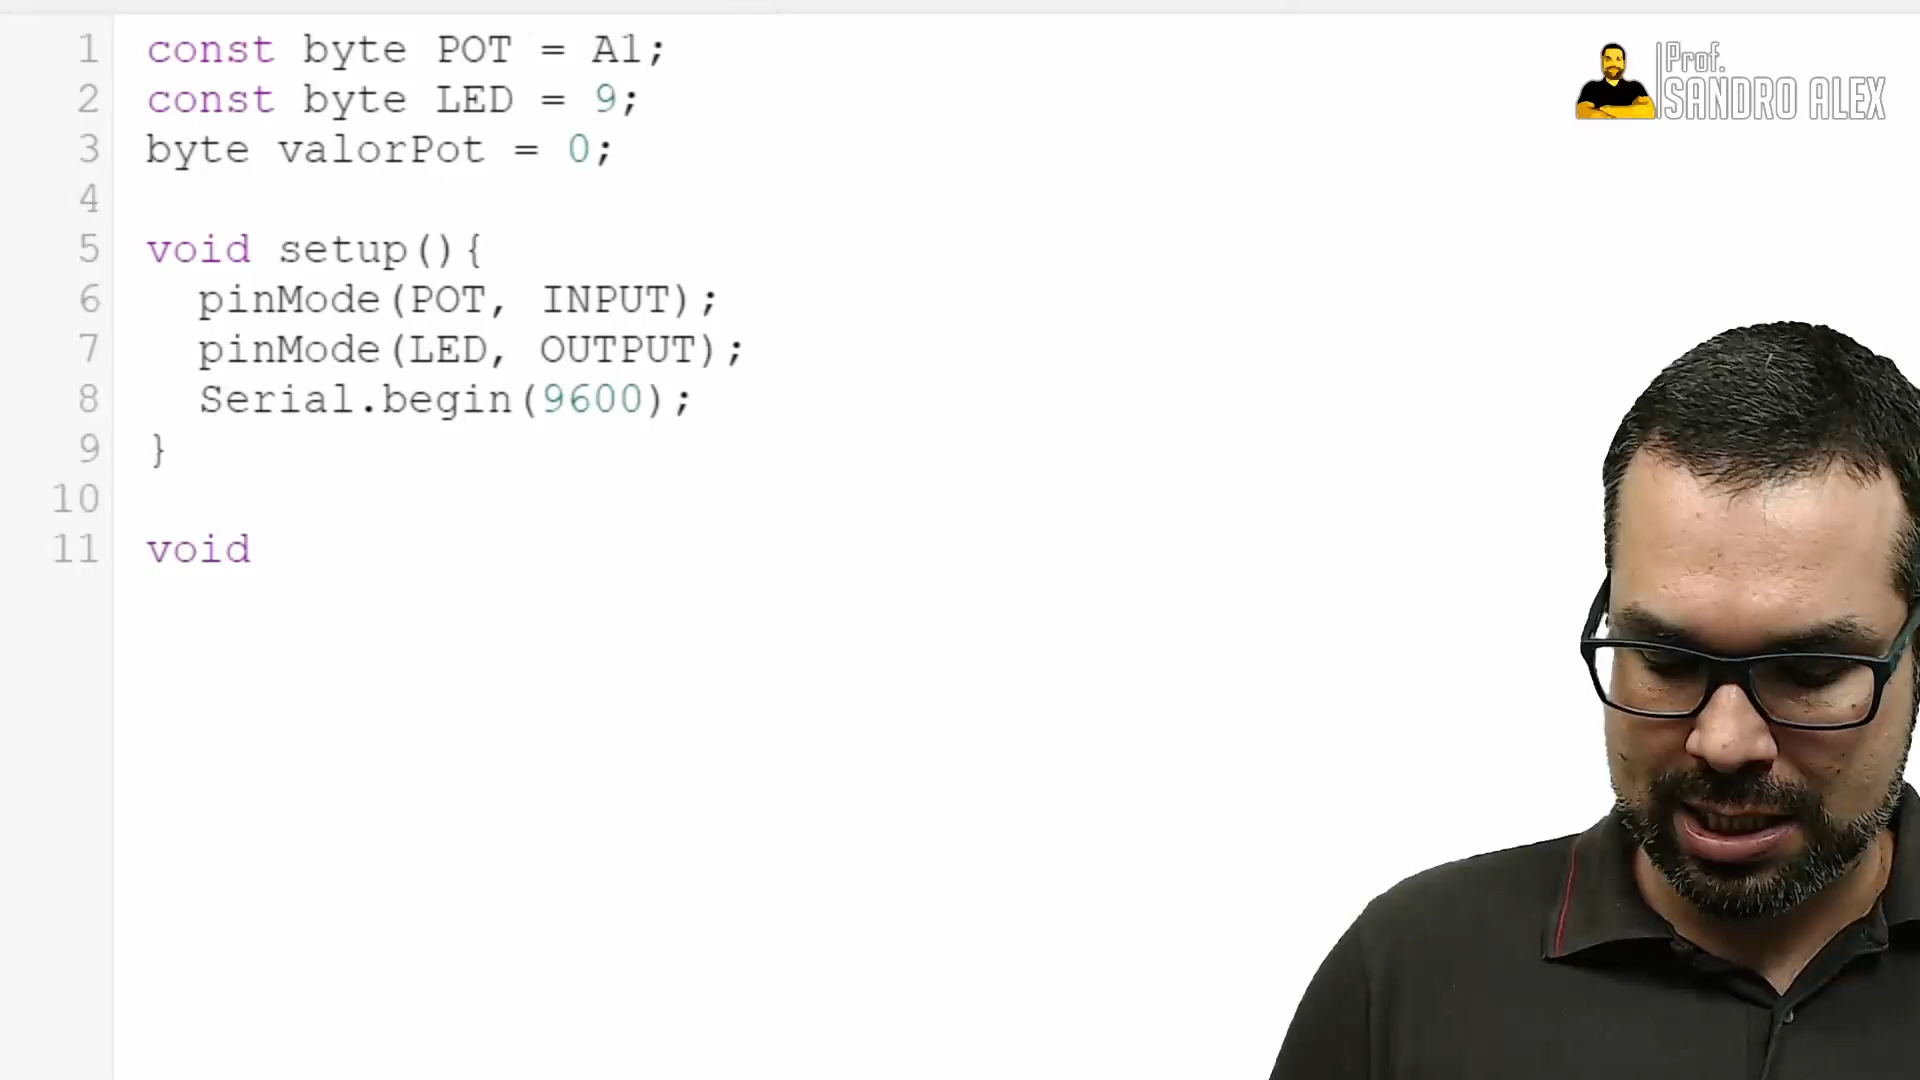 1 const byte POT = A1;
2 const byte LED = 9;
3 byte valorPot = 0;
4
5 void setup(){
6 pinMode(POT, INPUT);
7 pinMode(LED, OUTPUT);
8 Serial.begin(9600);
9 }
10
11 void
Prof.
SANDRO ALEX